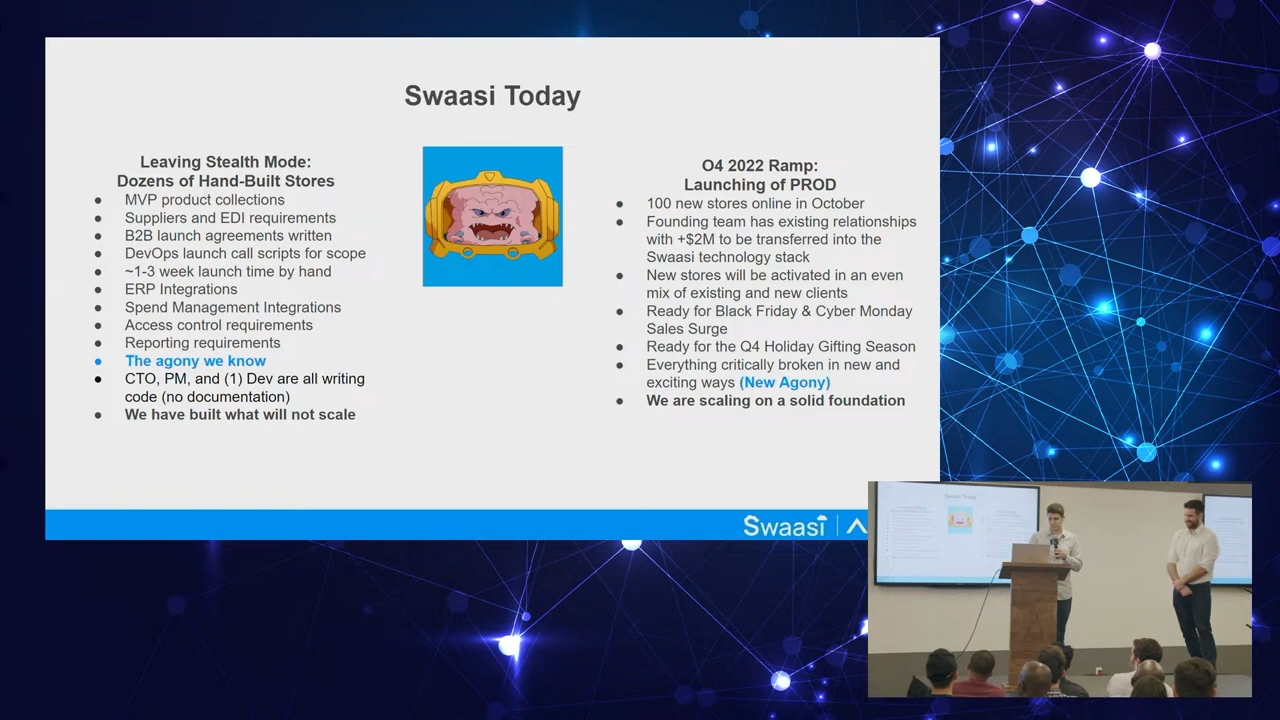 Swaasi Today
Leaving Stealth Mode:
Dozens of Hand-Built Stores
● MVP product collections
● Suppliers and EDI requirements
● B2B launch agreements written
● DevOps launch call scripts for scope
● ~1-3 week launch time by hand
● ERP Integrations
● Spend Management Integrations
● Access control requirements
● Reporting requirements
● The agony we know
● CTO, PM, and (1) Dev are all writing
code (no documentation)
● We have built what will not scale
O4 2022 Ramp:
Launching of PROD
● 100 new stores online in October
● Founding team has existing relationships
with +$2M to be transferred into the
Swaasi technology stack
● New stores will be activated in an even
mix of existing and new clients
● Ready for Black Friday & Cyber Monday
Sales Surge
● Ready for the Q4 Holiday Gifting Season
● Everything critically broken in new and
exciting ways (New Agony)
● We are scaling on a solid foundation
Swaasi
Swaasi Today